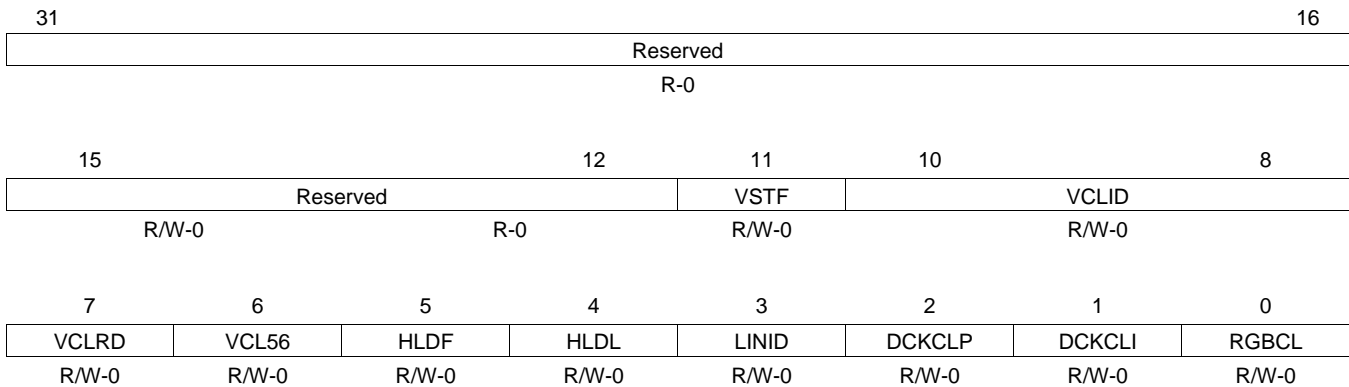 31 16
Reserved
R-0
15 12 11 10 8
Reserved VSTF VCLID
R/W-0 R-0 R/W-0 R/W-0
7 6 5 4 3 2 1 0
VCLRD VCL56 HLDF HLDL LINID DCKCLP DCKCLI RGBCL
R/W-0 R/W-0 R/W-0 R/W-0 R/W-0 R/W-0 R/W-0 R/W-0